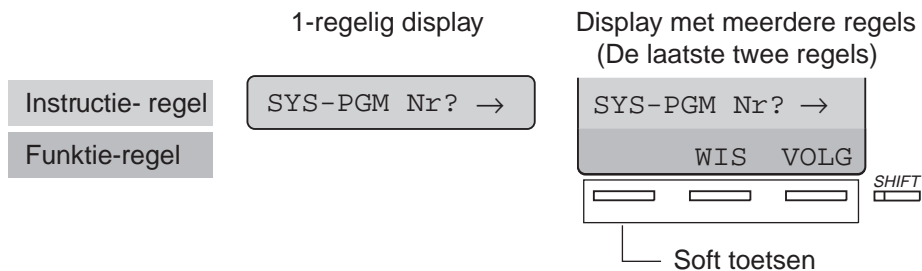 1-regelig display
Display met meerdere regels
(De laatste twee regels)
Instructie- regel
SYS-PGM Nr? →
SYS-PGM Nr? →
Funktie-regel
WIS VOLG
SHIFT
Soft toetsen